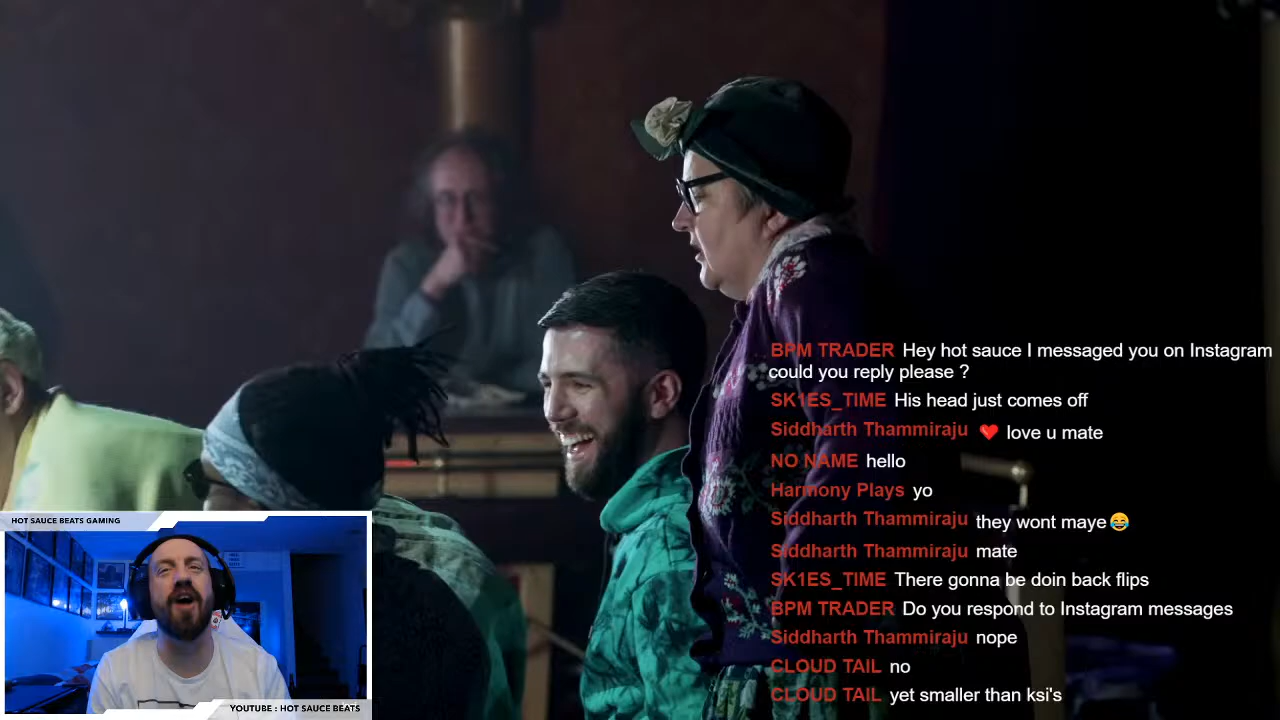 BPM TRADER Hey hot sauce I messaged you on Instagram
could you reply please ?
SK1ES_TIME His head just comes off
Siddharth Thammiraju ❤️ love u mate
NO NAME hello
Harmony Plays yo
Siddharth Thammiraju they wont maye😂
Siddharth Thammiraju mate
SK1ES_TIME There gonna be doin back flips
BPM TRADER Do you respond to Instagram messages
Siddharth Thammiraju nope
CLOUD TAIL no
CLOUD TAIL yet smaller than ksi's
HOT SAUCE BEATS GAMING
YOUTUBE : HOT SAUCE BEATS